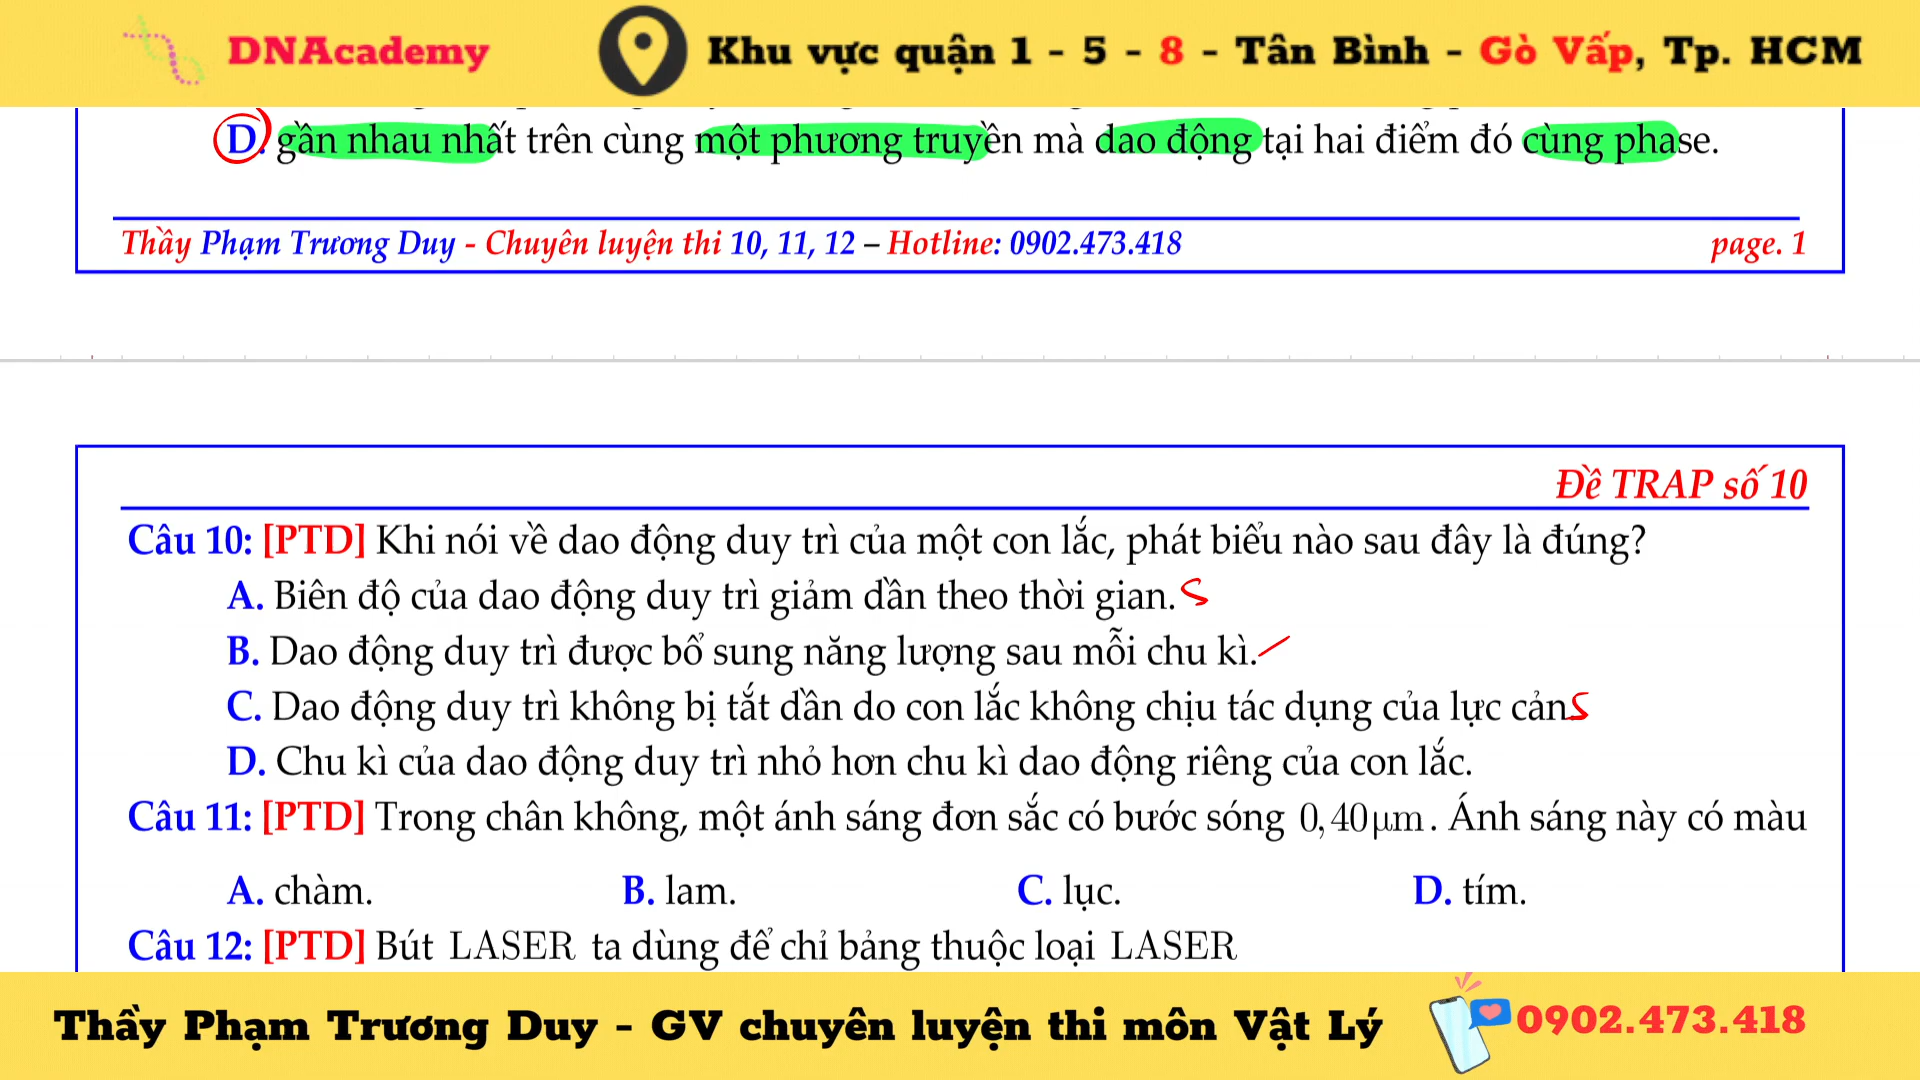 DNAcademy
Khu vực quận 1 - 5 - 8 - Tân Bình - Gò Vấp, Tp. HCM
D. gần nhau nhất trên cùng một phương truyền mà dao động tại hai điểm đó cùng phase.
Thầy Phạm Trương Duy - Chuyên luyện thi 10, 11, 12 – Hotline: 0902.473.418 page. 1
Đề TRAP số 10
Câu 10: [PTD] Khi nói về dao động duy trì của một con lắc, phát biểu nào sau đây là đúng?
A. Biên độ của dao động duy trì giảm dần theo thời gian. S
B. Dao động duy trì được bổ sung năng lượng sau mỗi chu kì.
C. Dao động duy trì không bị tắt dần do con lắc không chịu tác dụng của lực cản S
D. Chu kì của dao động duy trì nhỏ hơn chu kì dao động riêng của con lắc.
Câu 11: [PTD] Trong chân không, một ánh sáng đơn sắc có bước sóng 0,40μm. Ánh sáng này có màu
A. chàm. B. lam. C. lục. D. tím.
Câu 12: [PTD] Bút LASER ta dùng để chỉ bảng thuộc loại LASER
Thầy Phạm Trương Duy - GV chuyên luyện thi môn Vật Lý 0902.473.418